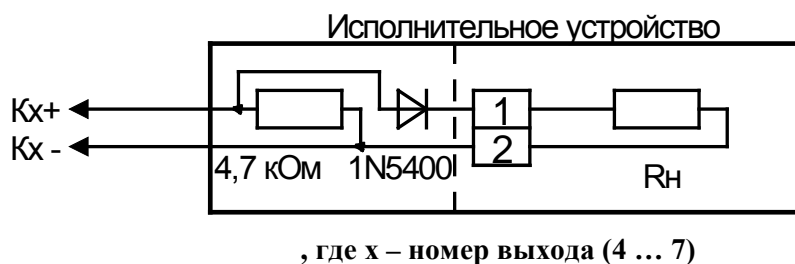 Исполнительное устройство
Кх+
1
Кх -
2
4,7 кОм
1N5400
Rн
, где х – номер выхода (4 ... 7)